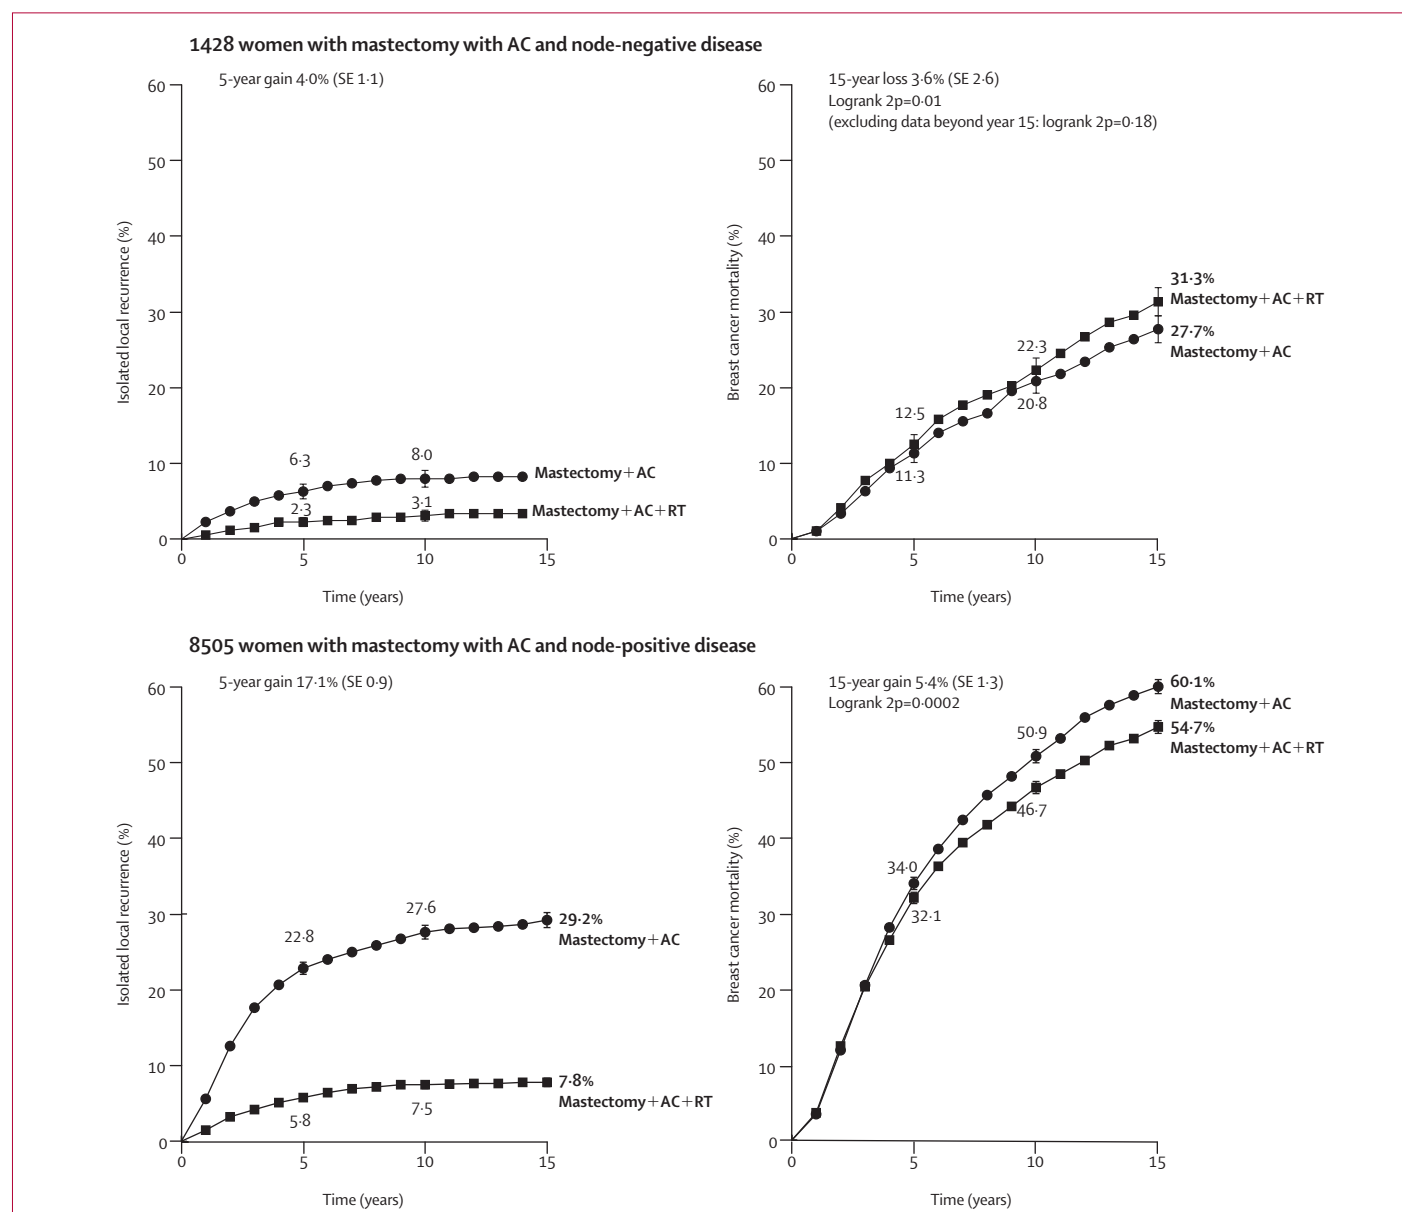 1428 women with mastectomy with AC and node-negative disease
5-year gain 4·0% (SE 1·1)
60
50
40
30
20
10
0
Isolated local recurrence (%)
6·3
8·0
2·3
3·1
Mastectomy+AC
Mastectomy+AC+RT
0
5
10
15
Time (years)
15-year loss 3·6% (SE 2·6)
Logrank 2p=0·01
(excluding data beyond year 15: logrank 2p=0·18)
60
50
40
30
20
10
0
Breast cancer mortality (%)
12·5
11·3
22·3
20·8
31·3%
Mastectomy+AC+RT
27·7%
Mastectomy+AC
0
5
10
15
Time (years)
8505 women with mastectomy with AC and node-positive disease
5-year gain 17·1% (SE 0·9)
60
50
40
30
20
10
0
Isolated local recurrence (%)
22·8
27·6
5·8
7·5
29·2%
Mastectomy+AC
7·8%
Mastectomy+AC+RT
0
5
10
15
Time (years)
15-year gain 5·4% (SE 1·3)
Logrank 2p=0·0002
60
50
40
30
20
10
0
Breast cancer mortality (%)
34·0
32·1
50·9
46·7
60·1%
Mastectomy+AC
54·7%
Mastectomy+AC+RT
0
5
10
15
Time (years)